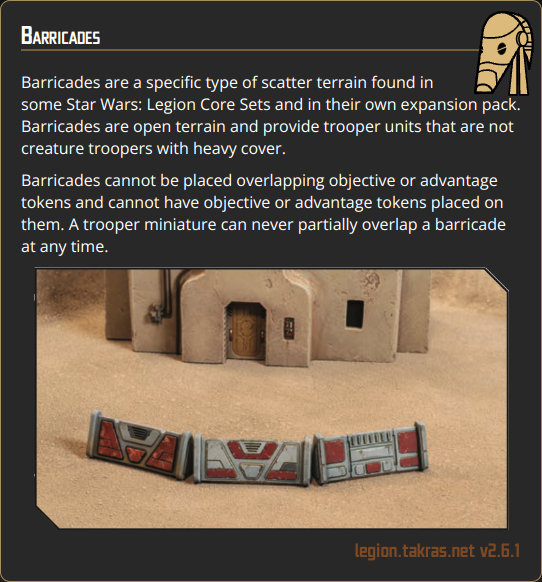 Barricades
Barricades are a specific type of scatter terrain found in
some Star Wars: Legion Core Sets and in their own expansion pack.
Barricades are open terrain and provide trooper units that are not
creature troopers with heavy cover.
Barricades cannot be placed overlapping objective or advantage
tokens and cannot have objective or advantage tokens placed on
them. A trooper miniature can never partially overlap a barricade
at any time.
legion.takras.net v2.6.1